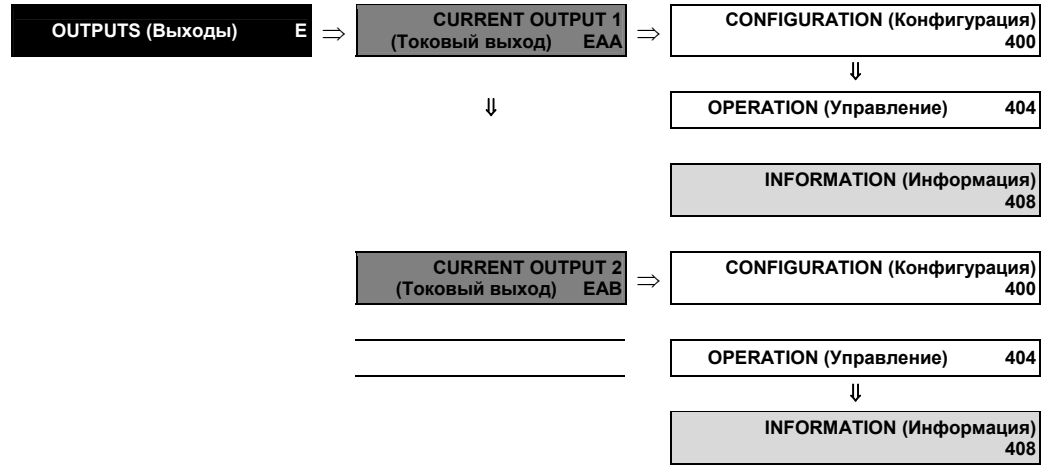 OUTPUTS (Выходы) E ⇒ CURRENT OUTPUT 1 ⇒ CONFIGURATION (Конфигурация)
(Токовый выход) EAA 400
⇓
⇓ OPERATION (Управление) 404
INFORMATION (Информация)
408
CURRENT OUTPUT 2 ⇒ CONFIGURATION (Конфигурация)
(Токовый выход) EAB 400
OPERATION (Управление) 404
⇓
INFORMATION (Информация)
408